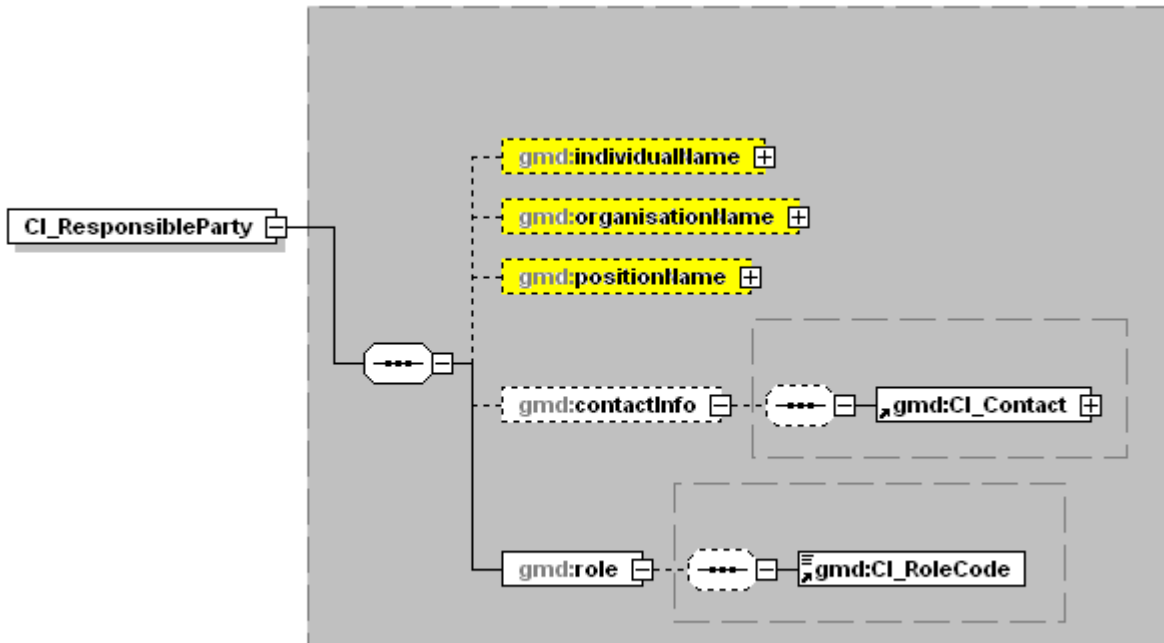 gmd:individualName
gmd:organisationName
CI_ResponsibleParty
gmd:positionName
gmd:contactInfo
gmd:CI_Contact
gmd:role
gmd:CI_RoleCode